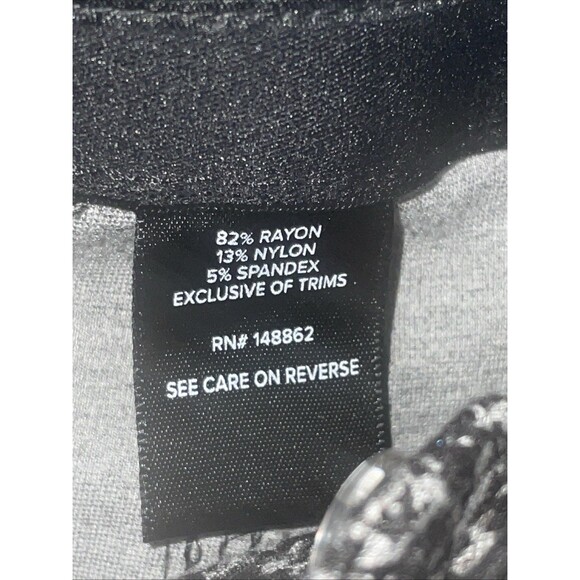 82% RAYON
13% NYLON
5% SPANDEX
EXCLUSIVE OF TRIMS
RN# 148862
SEE CARE ON REVERSE